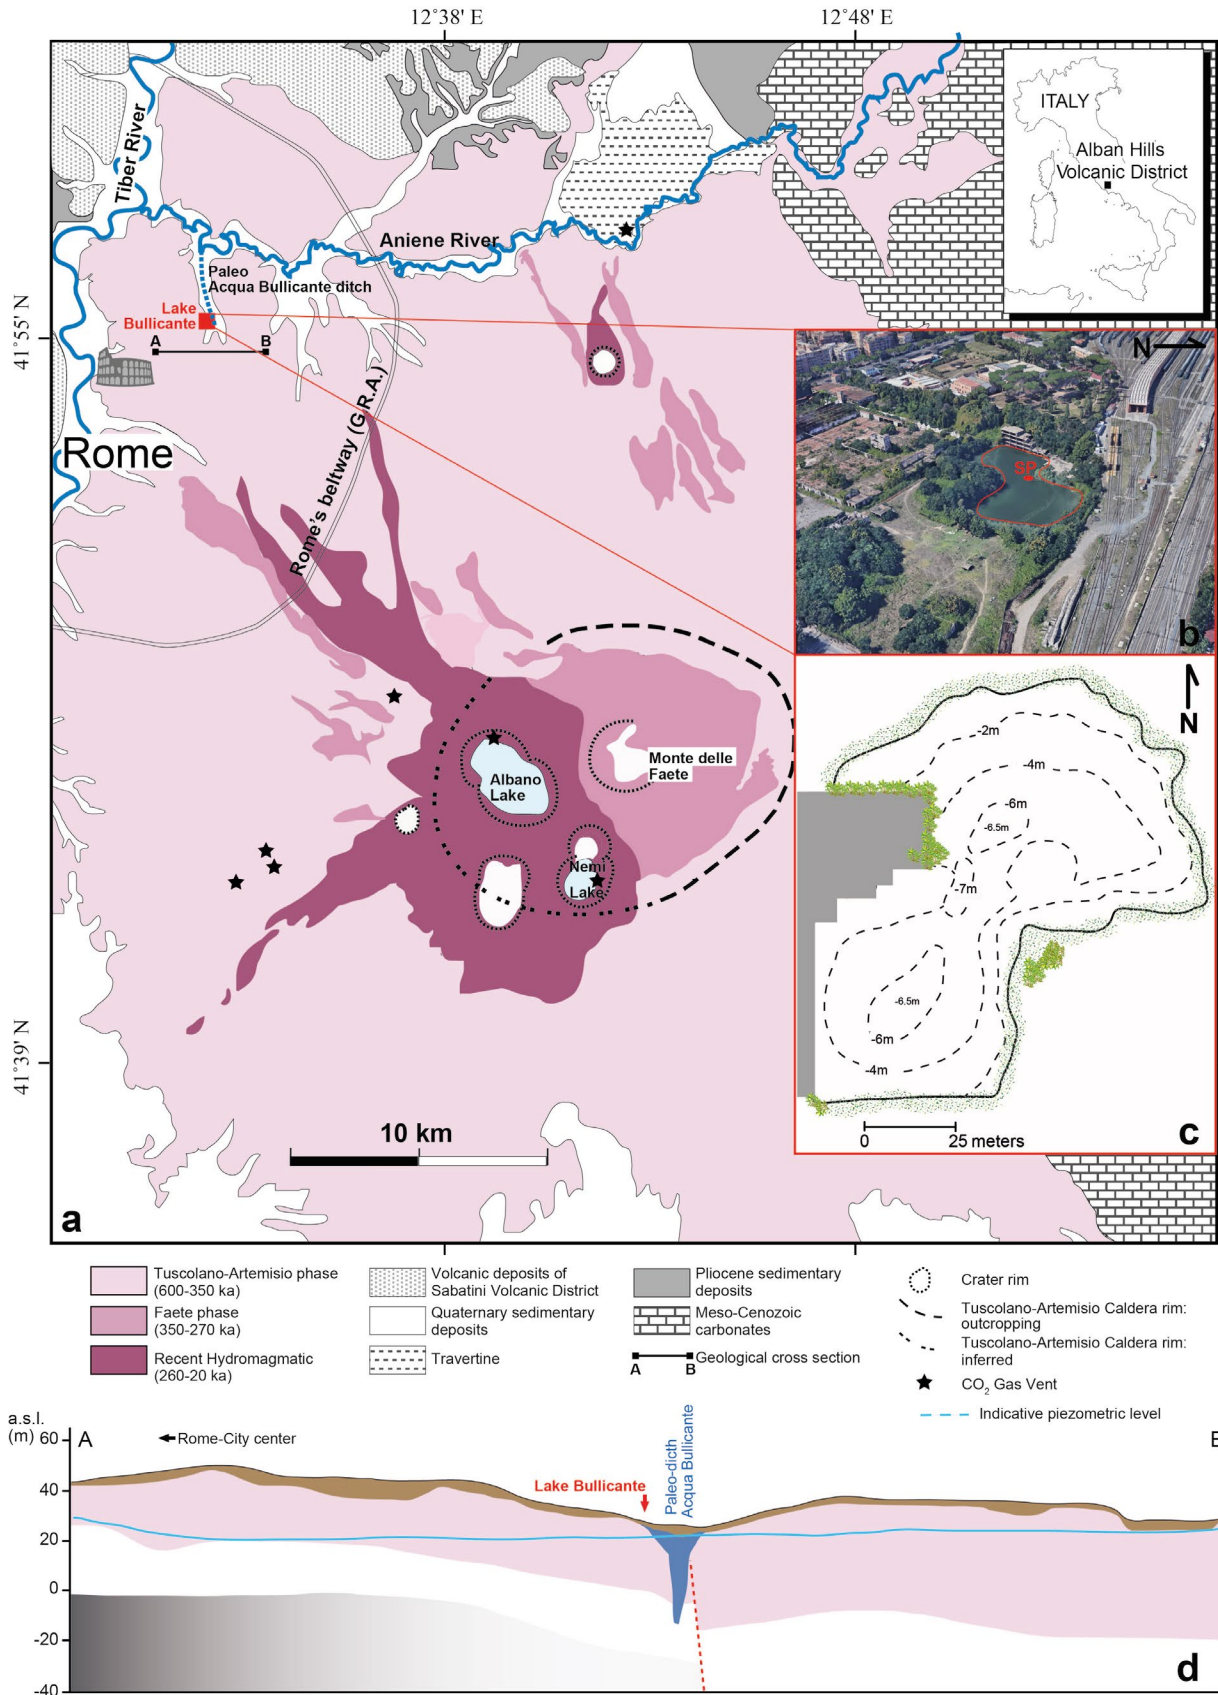 12°38' E
12°48' E
41°55' N
41°39' N
Tiber River
Aniene River
Paleo
Acqua Bullicante ditch
Lake
Bullicante
A
B
Rome
Rome's beltway (G.R.A.)
Albano
Lake
Nemi
Lake
Monte delle
Faete
10 km
a
ITALY
Alban Hills
Volcanic District
N
SP
b
N
-2m
-4m
-6m
-6.5m
-7m
-6.5m
-6m
-4m
0
25 meters
c
Tuscolano-Artemisio phase
(600-350 ka)
Faete phase
(350-270 ka)
Recent Hydromagmatic
(260-20 ka)
Volcanic deposits of
Sabatini Volcanic District
Quaternary sedimentary
deposits
Travertine
Pliocene sedimentary
deposits
Meso-Cenozoic
carbonates
A
B
Geological cross section
Crater rim
Tuscolano-Artemisio Caldera rim:
outcropping
Tuscolano-Artemisio Caldera rim:
inferred
CO₂ Gas Vent
Indicative piezometric level
a.s.l.
(m)
60
40
20
0
-20
-40
A
Rome-City center
Lake Bullicante
Paleo-dicth
Acqua Bullicante
d